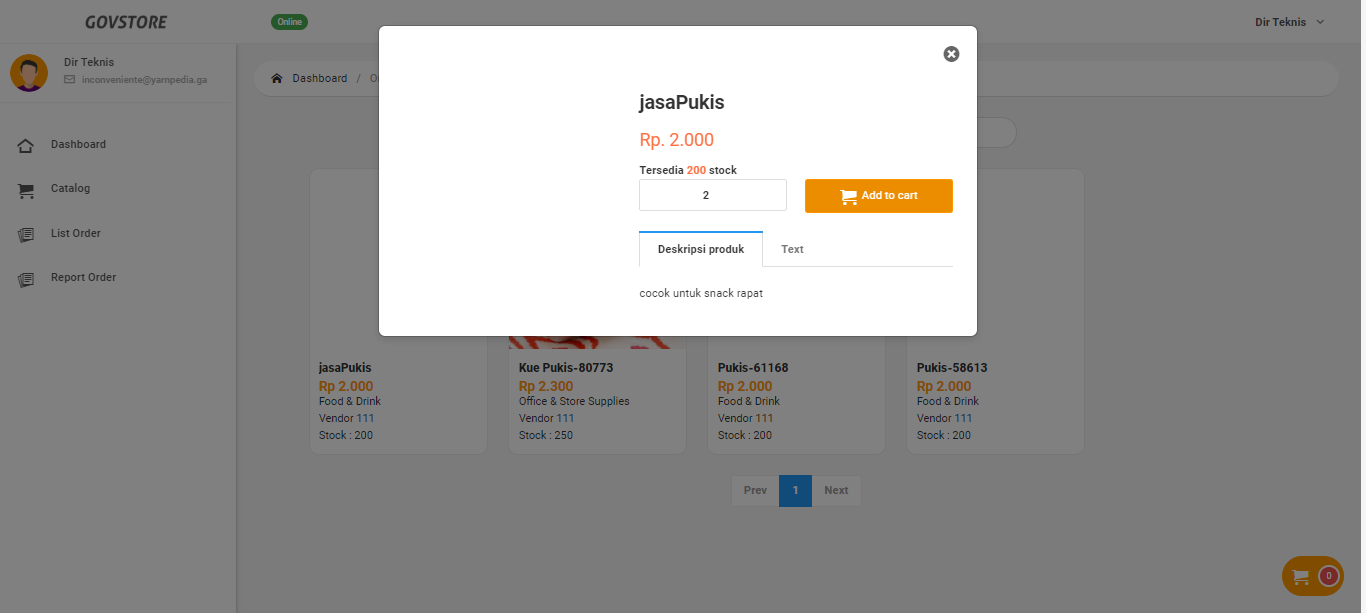 GOVSTORE
Online
Dir Teknis
Dir Teknis
inconveniente@yarnpedia.ga
Dashboard
Catalog
List Order
Report Order
Dashboard / O
jasaPukis
Rp. 2.000
Tersedia 200 stock
2
Add to cart
Deskripsi produk
Text
cocok untuk snack rapat
jasaPukis
Rp 2.000
Food & Drink
Vendor 111
Stock : 200
Kue Pukis-80773
Rp 2.300
Office & Store Supplies
Vendor 111
Stock : 250
Pukis-61168
Rp 2.000
Food & Drink
Vendor 111
Stock : 200
Pukis-58613
Rp 2.000
Food & Drink
Vendor 111
Stock : 200
Prev 1 Next
0